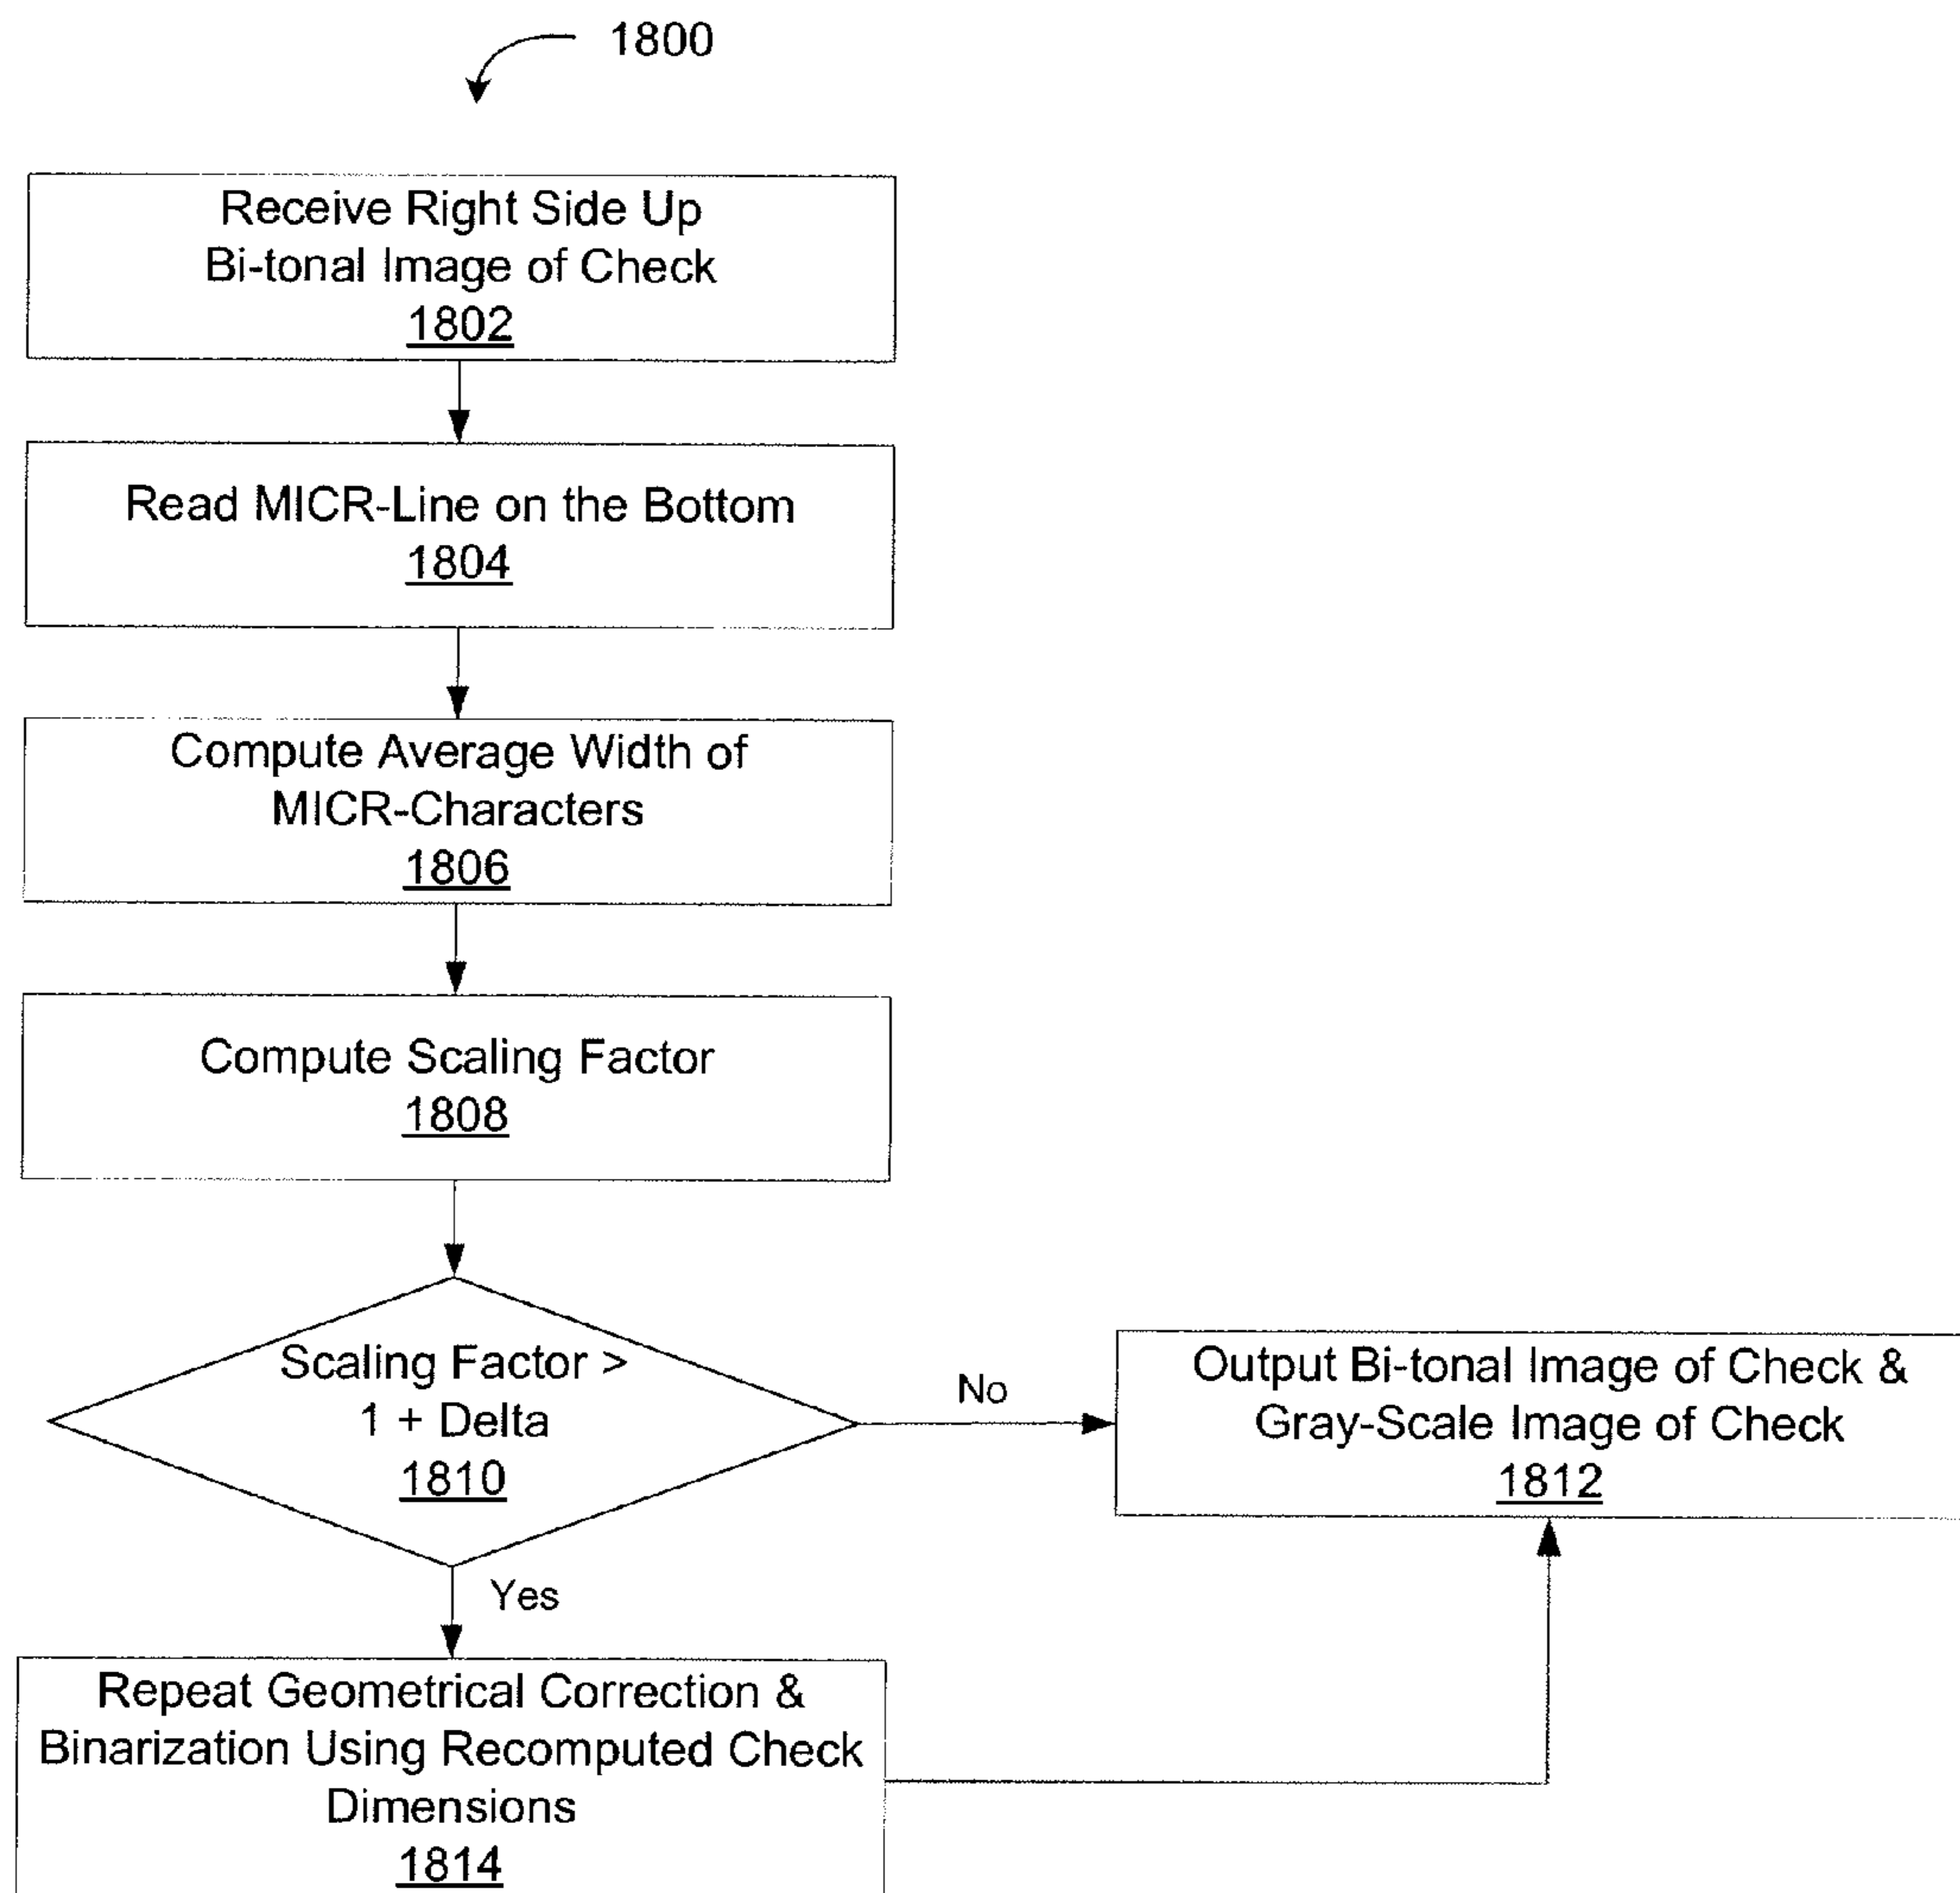 1800
Receive Right Side Up
Bi-tonal Image of Check
1802
Read MICR-Line on the Bottom
1804
Compute Average Width of
MICR-Characters
1806
Compute Scaling Factor
1808
Scaling Factor >
1 + Delta
1810
No
Output Bi-tonal Image of Check &
Gray-Scale Image of Check
1812
Yes
Repeat Geometrical Correction &
Binarization Using Recomputed Check
Dimensions
1814